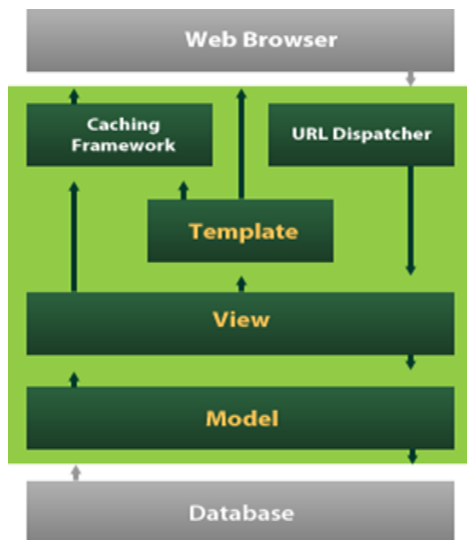 Web Browser
Caching
Framework
URL Dispatcher
Template
View
Model
Database